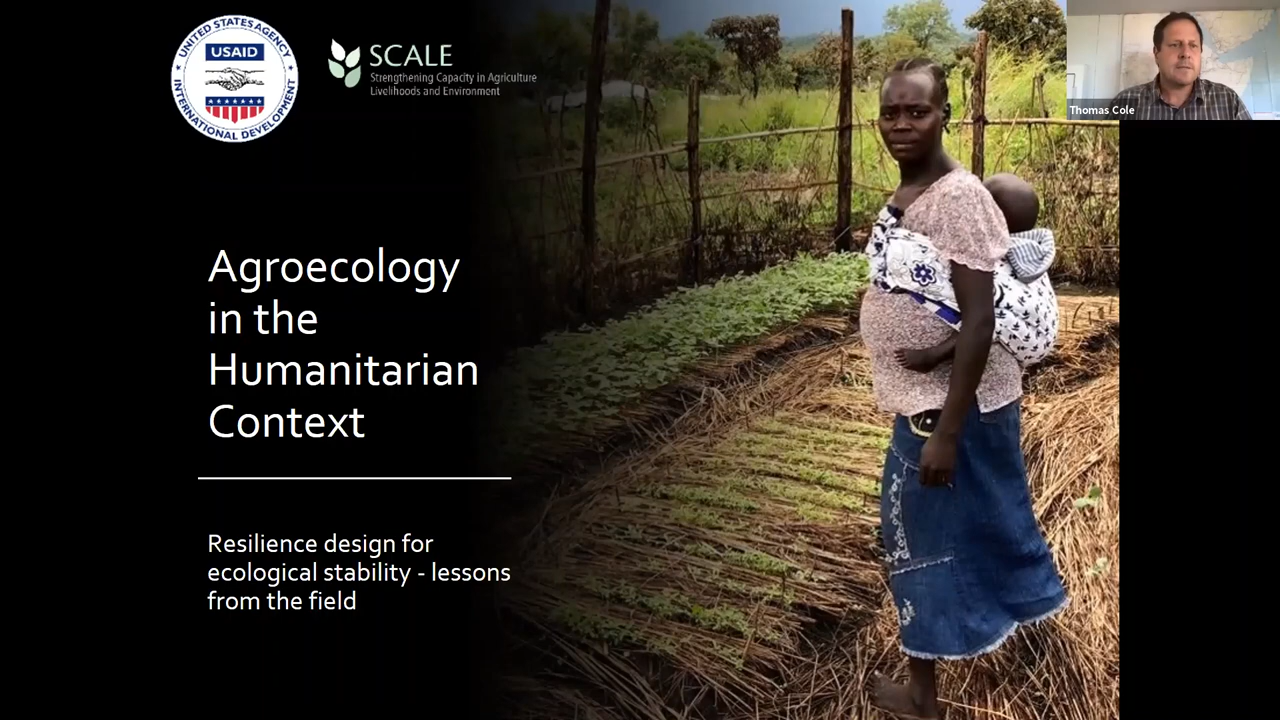 UNITED STATES AGENCY
USAID
INTERNATIONAL DEVELOPMENT
SCALE
Strengthening Capacity in Agriculture
Livelihoods and Environment
Thomas Cole
Agroecology
in the
Humanitarian
Context
Resilience design for
ecological stability - lessons
from the field